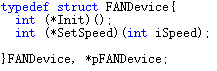 typedef struct FANDevice{
  int (*Init)();
  int (*SetSpeed)(int iSpeed);

}FANDevice, *pFANDevice;